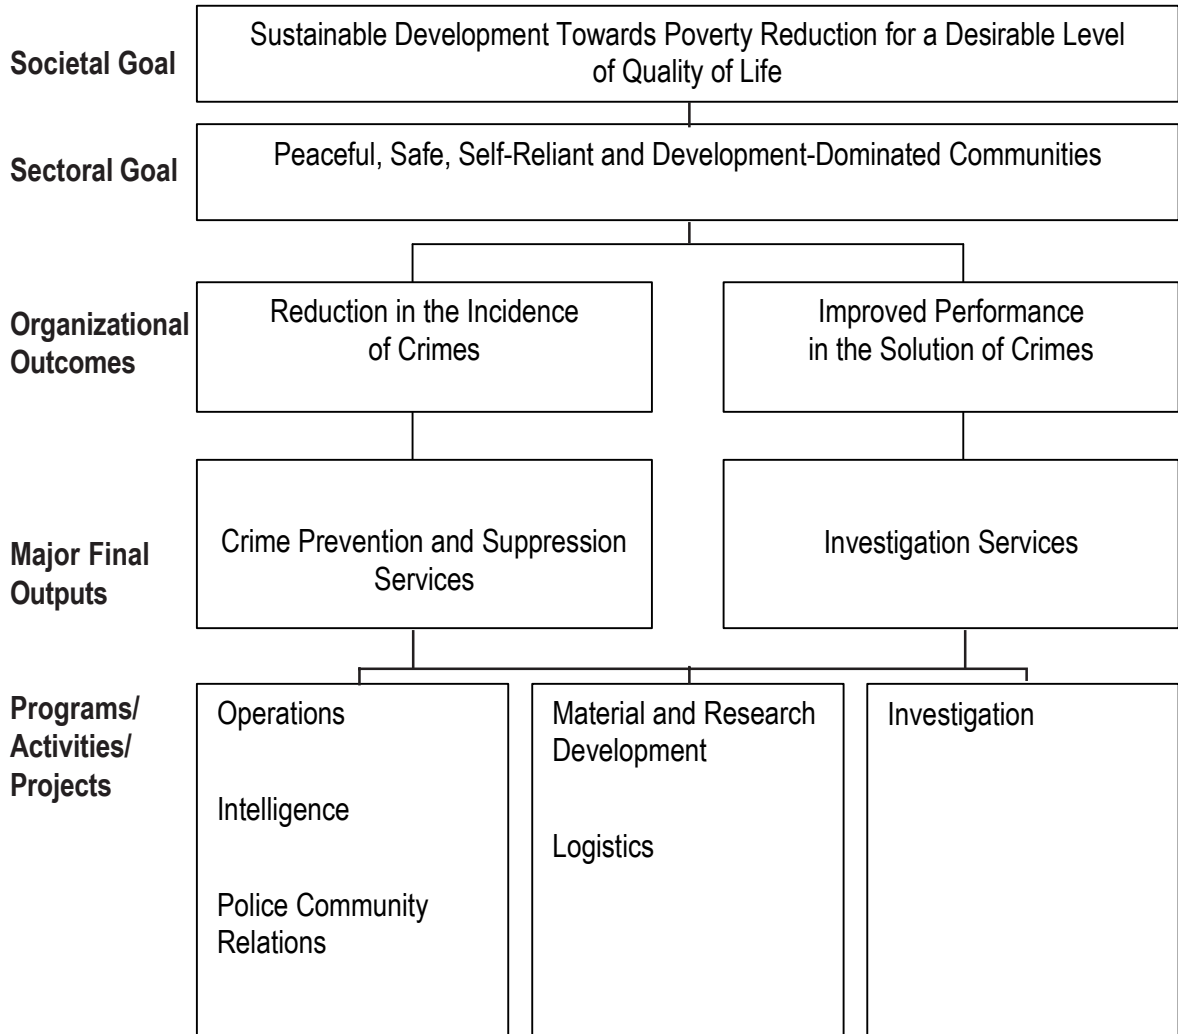 Societal Goal
Sustainable Development Towards Poverty Reduction for a Desirable Level
of Quality of Life
Sectoral Goal
Peaceful, Safe, Self-Reliant and Development-Dominated Communities
Organizational
Outcomes
Reduction in the Incidence
of Crimes
Improved Performance
in the Solution of Crimes
Major Final
Outputs
Crime Prevention and Suppression
Services
Investigation Services
Programs/
Activities/
Projects
Operations
Intelligence
Police Community
Relations
Material and Research
Development
Logistics
Investigation